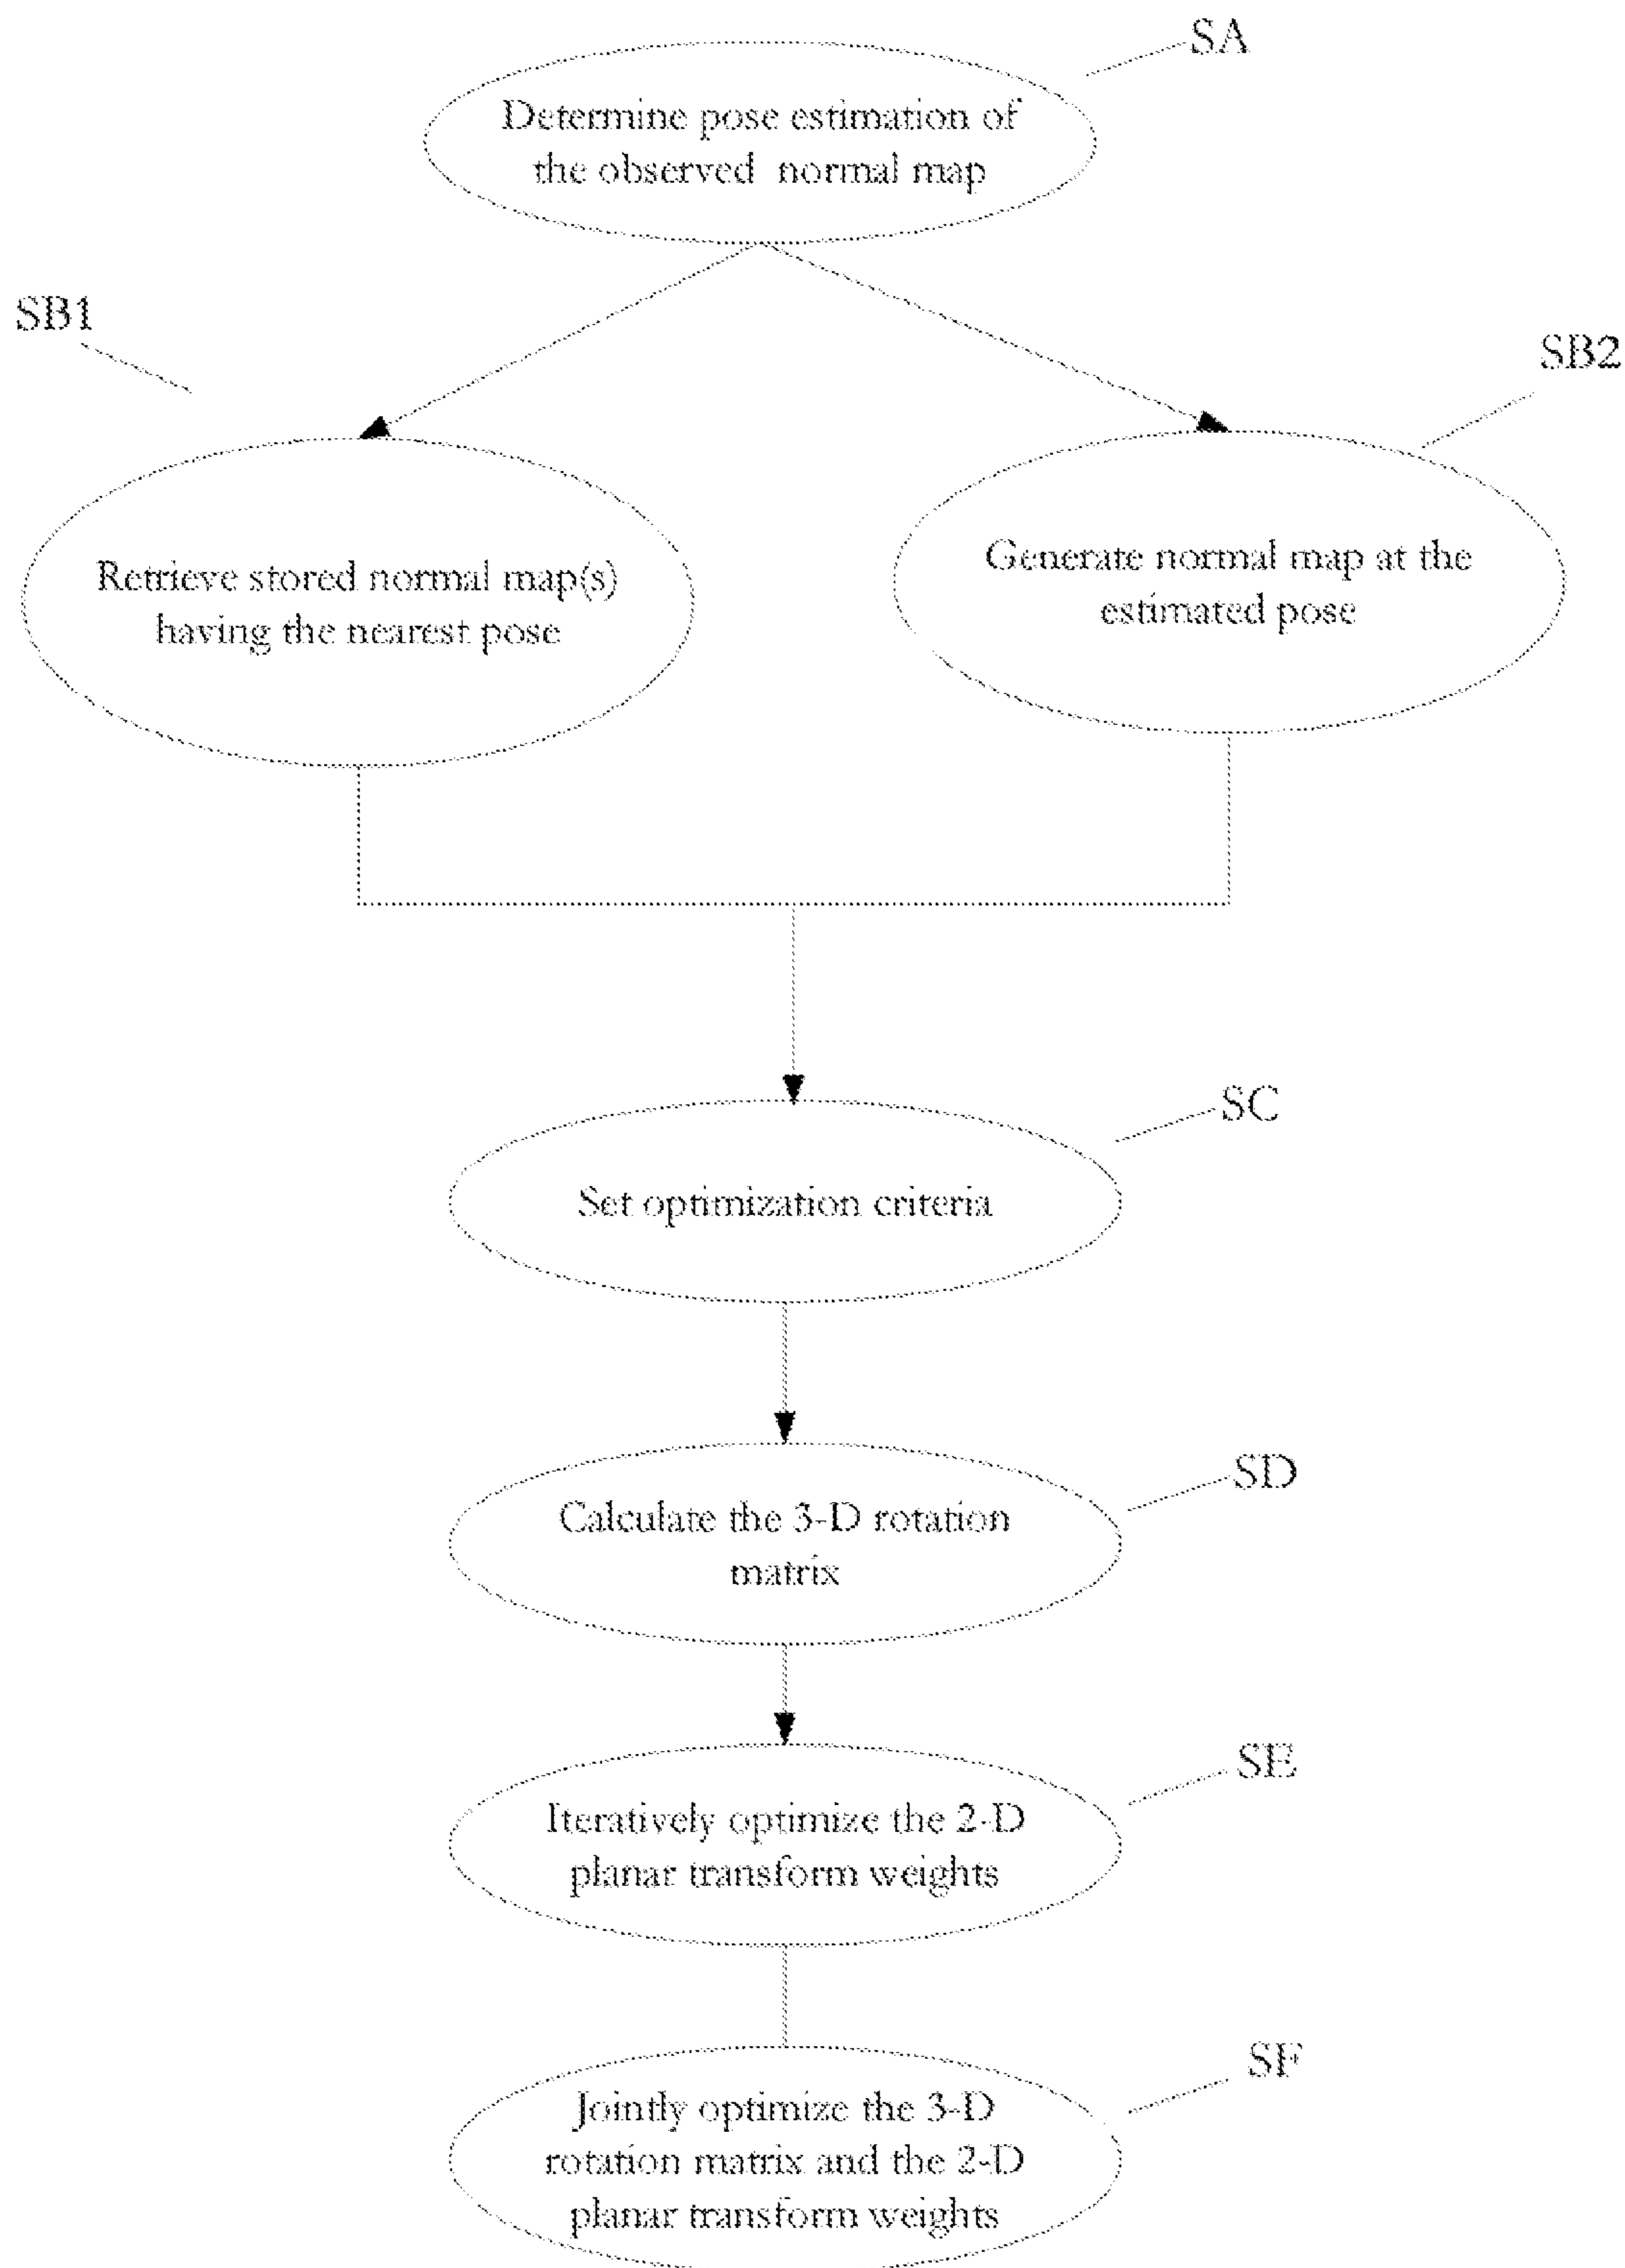 SA
Determine pose estimation of
the observed normal map
SB1
SB2
Retrieve stored normal map(s)
having the nearest pose
Generate normal map at the
estimated pose
SC
Set optimization criteria
SD
Calculate the 3-D rotation
matrix
SE
Iteratively optimize the 2-D
planar transform weights
SF
Jointly optimize the 3-D
rotation matrix and the 2-D
planar transform weights